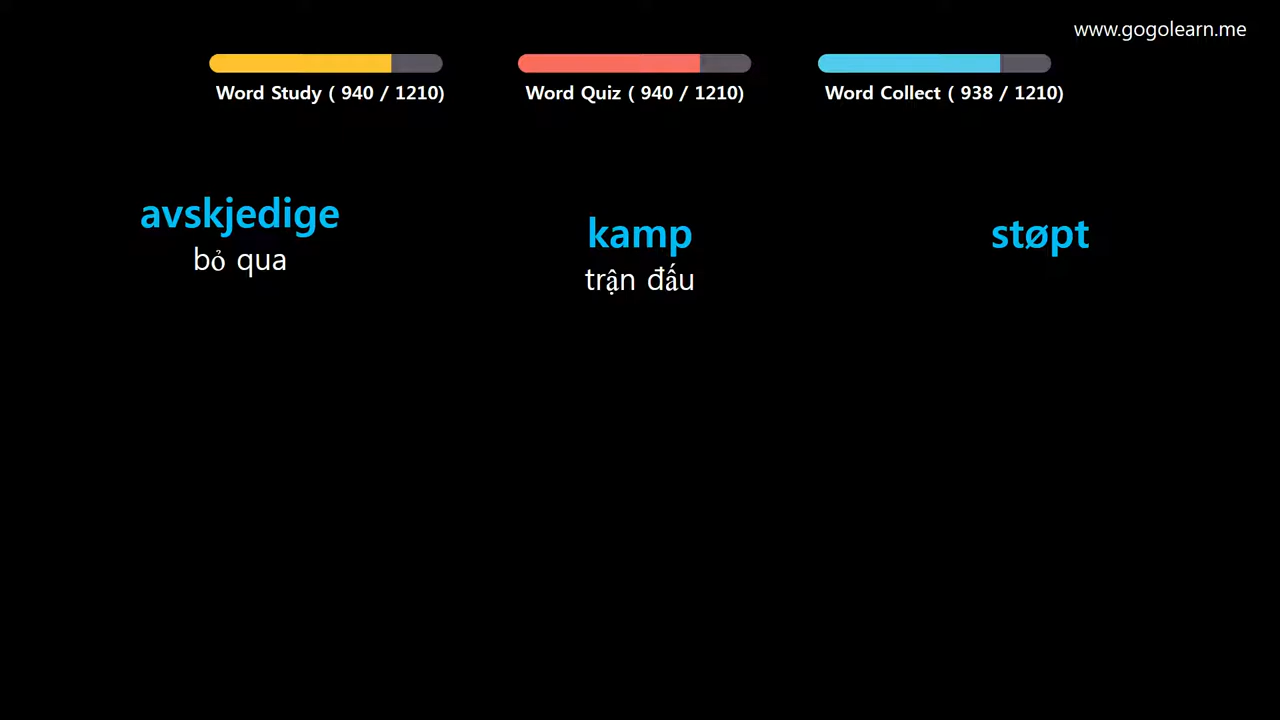 www.gogolearn.me
Word Study ( 940 / 1210)
Word Quiz ( 940 / 1210)
Word Collect ( 938 / 1210)
avskjedige
bỏ qua
kamp
trận đấu
støpt